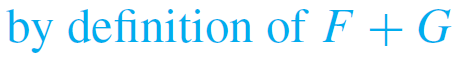 by definition of F + G